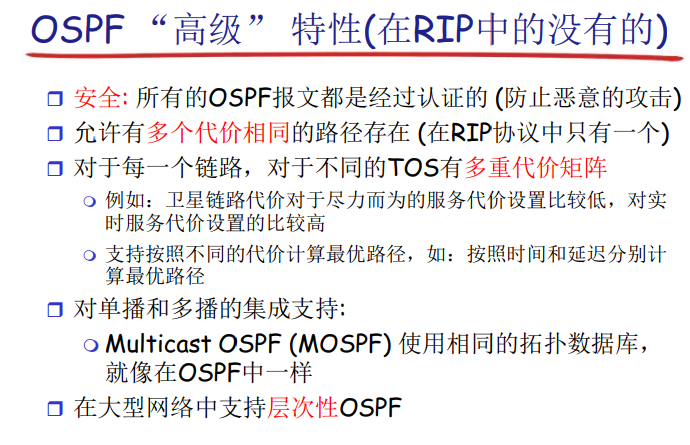 OSPF “高级” 特性(在RIP中的没有的)
安全: 所有的OSPF报文都是经过认证的 (防止恶意的攻击)
允许有多个代价相同的路径存在 (在RIP协议中只有一个)
对于每一个链路，对于不同的TOS有多重代价矩阵
例如：卫星链路代价对于尽力而为的服务代价设置比较低，对实
时服务代价设置的比较高
支持按照不同的代价计算最优路径，如：按照时间和延迟分别计
算最优路径
对单播和多播的集成支持:
Multicast OSPF (MOSPF) 使用相同的拓扑数据库，
就像在OSPF中一样
在大型网络中支持层次性OSPF